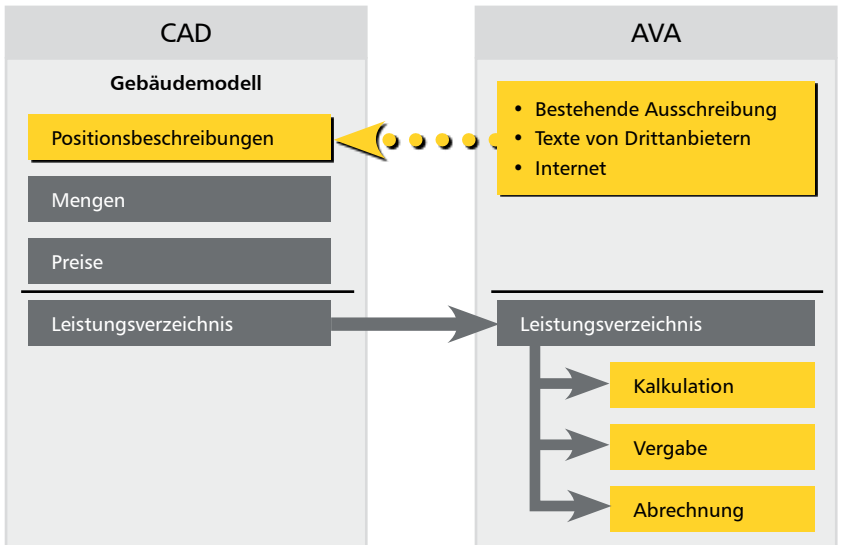 CAD
Gebäudemodell
Positionsbeschreibungen
Mengen
Preise
Leistungsverzeichnis
AVA
• Bestehende Ausschreibung
• Texte von Drittanbietern
• Internet
Leistungsverzeichnis
Kalkulation
Vergabe
Abrechnung